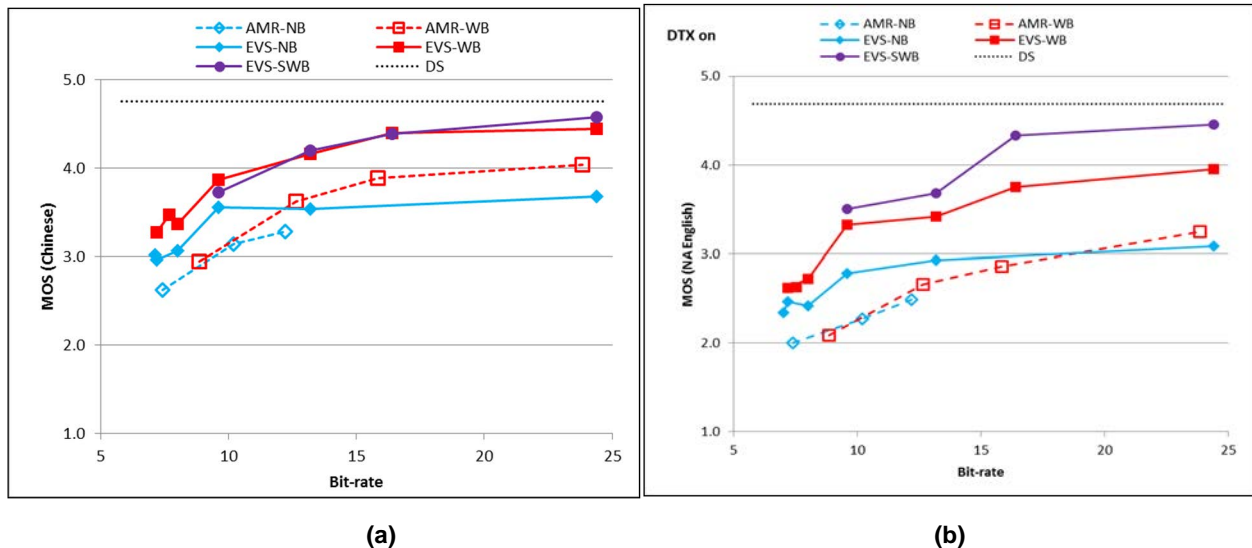 AMR-NB AMR-WB
EVS-NB EVS-WB
EVS-SWB DS
5.0
4.0
3.0
2.0
1.0
MOS (Chinese)
5 10 15 20 25
Bit-rate
(a)
DTX on
AMR-NB AMR-WB
EVS-NB EVS-WB
EVS-SWB DS
5.0
4.0
3.0
2.0
1.0
MOS (NA English)
5 10 15 20 25
Bit-rate
(b)